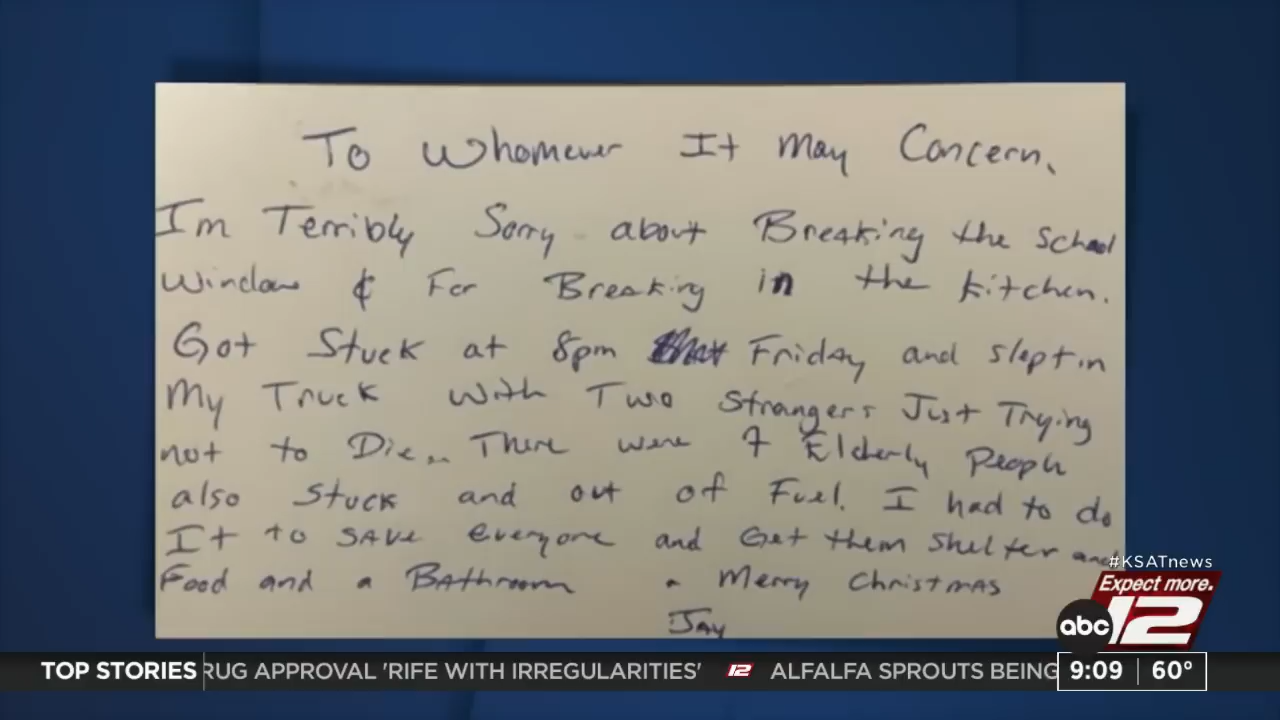 To Whomever It May Concern.
Im Terribly Sorry about Breaking the School
Window & For Breaking in the kitchen.
Got Stuck at 8pm Friday and slept in
My Truck with Two Strangers Just Trying
not to Die.. There were 7 Elderly People
also Stuck and out of Fuel. I had to do
It to SAVE everyone and Get them shelter and
Food and a Bathroom a Merry Christmas
Jay
#KSATnews
Expect more.
abc 12
TOP STORIES RUG APPROVAL 'RIFE WITH IRREGULARITIES' 12 ALFALFA SPROUTS BEING 9:09 60°